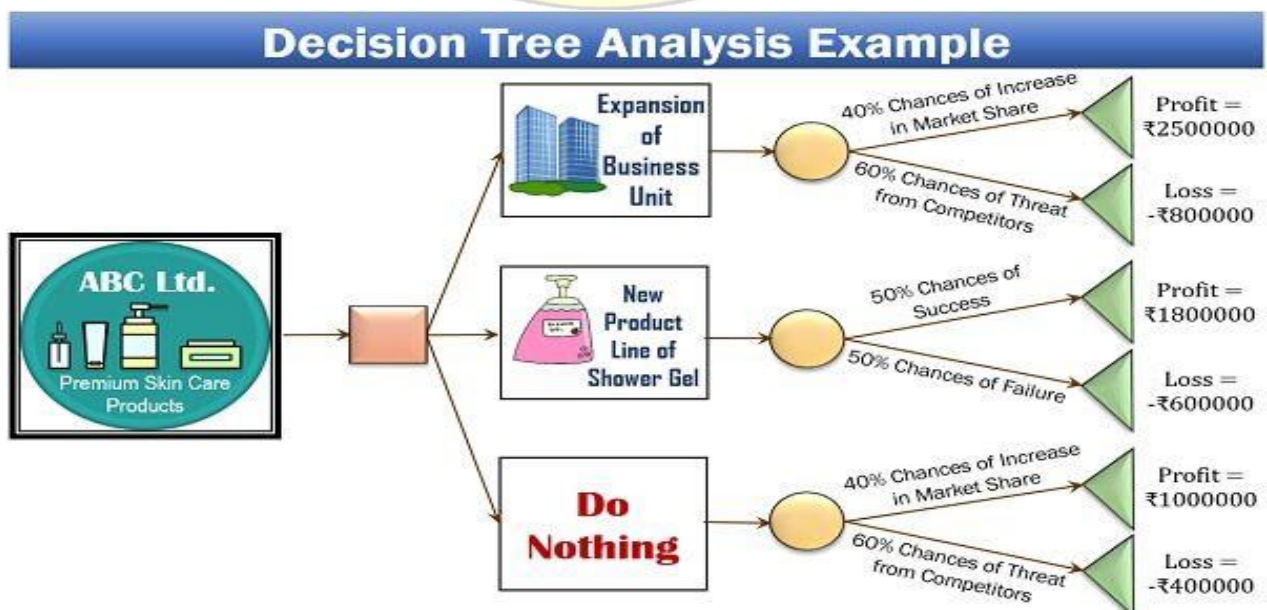 Decision Tree Analysis Example
ABC Ltd.
Premium Skin Care
Products
Expansion
of
Business
Unit
40% Chances of Increase
in Market Share
Profit =
₹2500000
60% Chances of Threat
from Competitors
Loss =
-₹800000
New
Product
Line of
Shower Gel
50% Chances of
Success
Profit =
₹1800000
50% Chances of Failure
Loss =
-₹600000
Do
Nothing
40% Chances of Increase
in Market Share
Profit =
₹1000000
60% Chances of Threat
from Competitors
Loss =
-₹400000